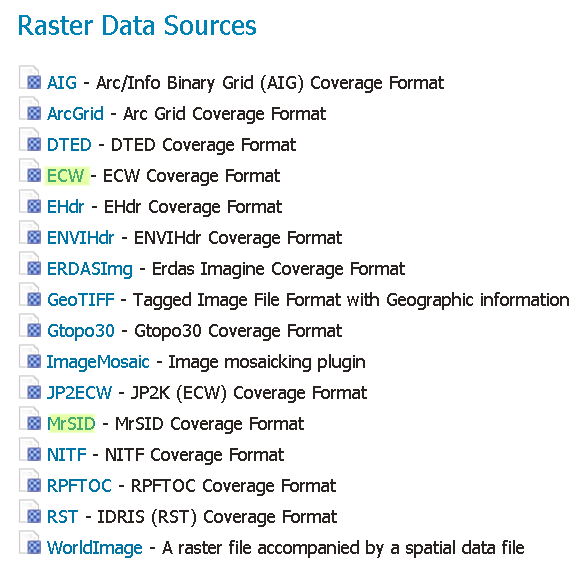 Raster Data Sources
AIG - Arc/Info Binary Grid (AIG) Coverage Format
ArcGrid - Arc Grid Coverage Format
DTED - DTED Coverage Format
ECW - ECW Coverage Format
EHdr - EHdr Coverage Format
ENVIHdr - ENVIHdr Coverage Format
ERDASImg - Erdas Imagine Coverage Format
GeoTIFF - Tagged Image File Format with Geographic information
Gtopo30 - Gtopo30 Coverage Format
ImageMosaic - Image mosaicking plugin
JP2ECW - JP2K (ECW) Coverage Format
MrSID - MrSID Coverage Format
NITF - NITF Coverage Format
RPFTOC - RPFTOC Coverage Format
RST - IDRIS (RST) Coverage Format
WorldImage - A raster file accompanied by a spatial data file